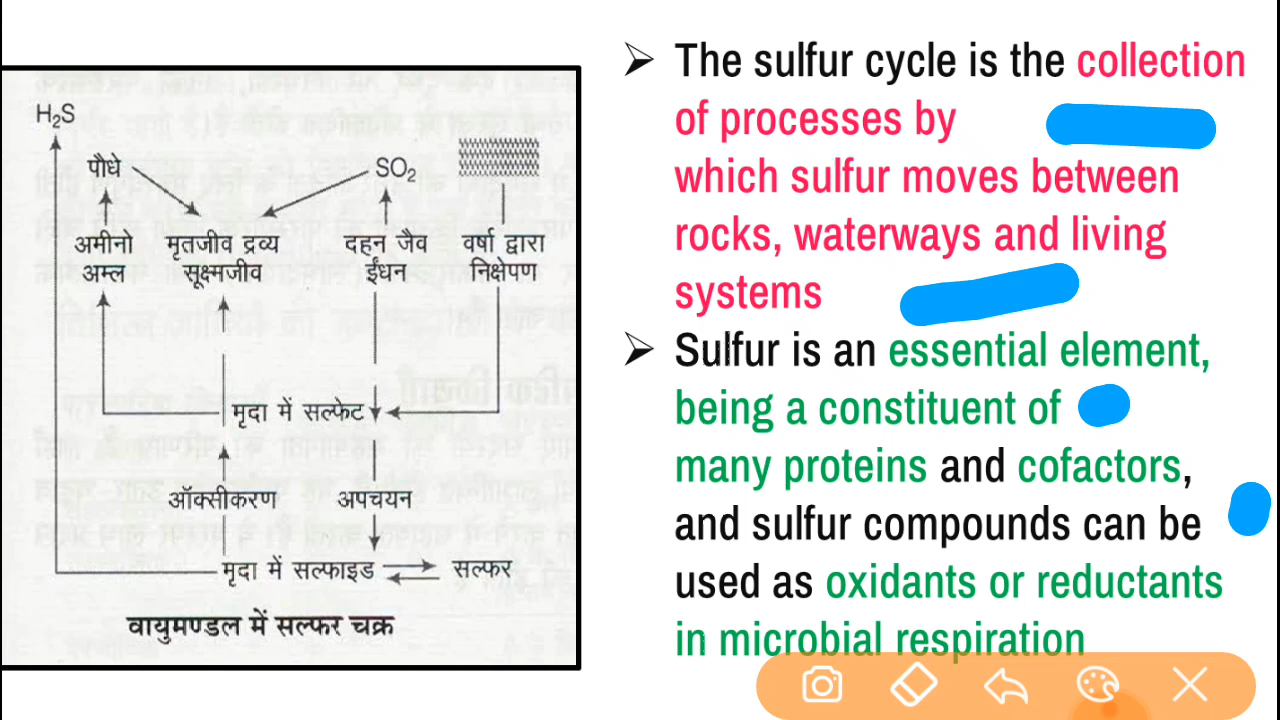 H₂S
पौधे
SO₂
अमीनो अम्ल
मृतजीव द्रव्य सूक्ष्मजीव
दहन जैव ईंधन
वर्षा द्वारा निक्षेपण
मृदा में सल्फेट
ऑक्सीकरण
अपचयन
मृदा में सल्फाइड
सल्फर
वायुमण्डल में सल्फर चक्र
➢ The sulfur cycle is the collection
of processes by
which sulfur moves between
rocks, waterways and living
systems
➢ Sulfur is an essential element,
being a constituent of
many proteins and cofactors,
and sulfur compounds can be
used as oxidants or reductants
in microbial respiration